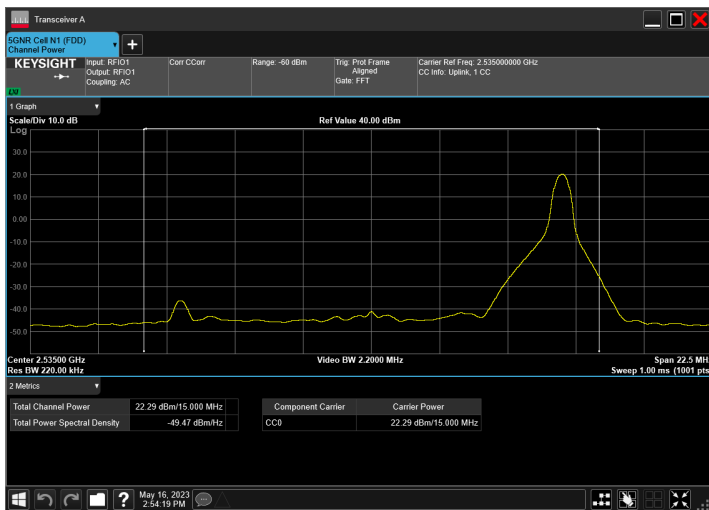 Transceiver A
5GNR Cell N1 (FDD)
Channel Power
KEYSIGHT
LU
Input: RFIO1
Output: RFIO1
Coupling: AC
Corr CCorr
Range: -60 dBm
Trig: Prot Frame
Aligned
Gate: FFT
Carrier Ref Freq: 2.535000000 GHz
CC Info: Uplink, 1 CC
1 Graph
Scale/Div 10.0 dB
Ref Value 40.00 dBm
Log
30.0
20.0
10.0
0.00
-10.0
-20.0
-30.0
-40.0
-50.0
Center 2.53500 GHz
Video BW 2.2000 MHz
Span 22.5 MHz
Res BW 220.00 kHz
Sweep 1.00 ms (1001 pts
2 Metrics
Total Channel Power 22.29 dBm/15.000 MHz
Total Power Spectral Density -49.47 dBm/Hz
Component Carrier Carrier Power
CC0 22.29 dBm/15.000 MHz
?
May 16, 2023
2:54:19 PM